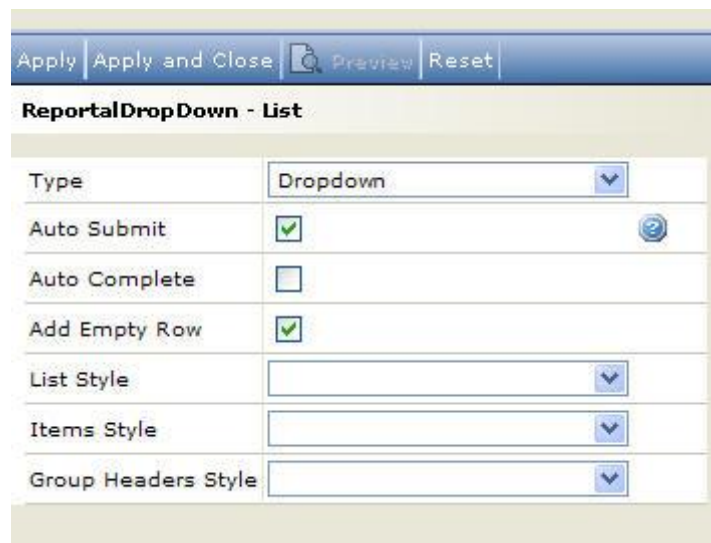 Apply Apply and Close Preview Reset
ReportalDropDown - List
Type Dropdown
Auto Submit
Auto Complete
Add Empty Row
List Style
Items Style
Group Headers Style